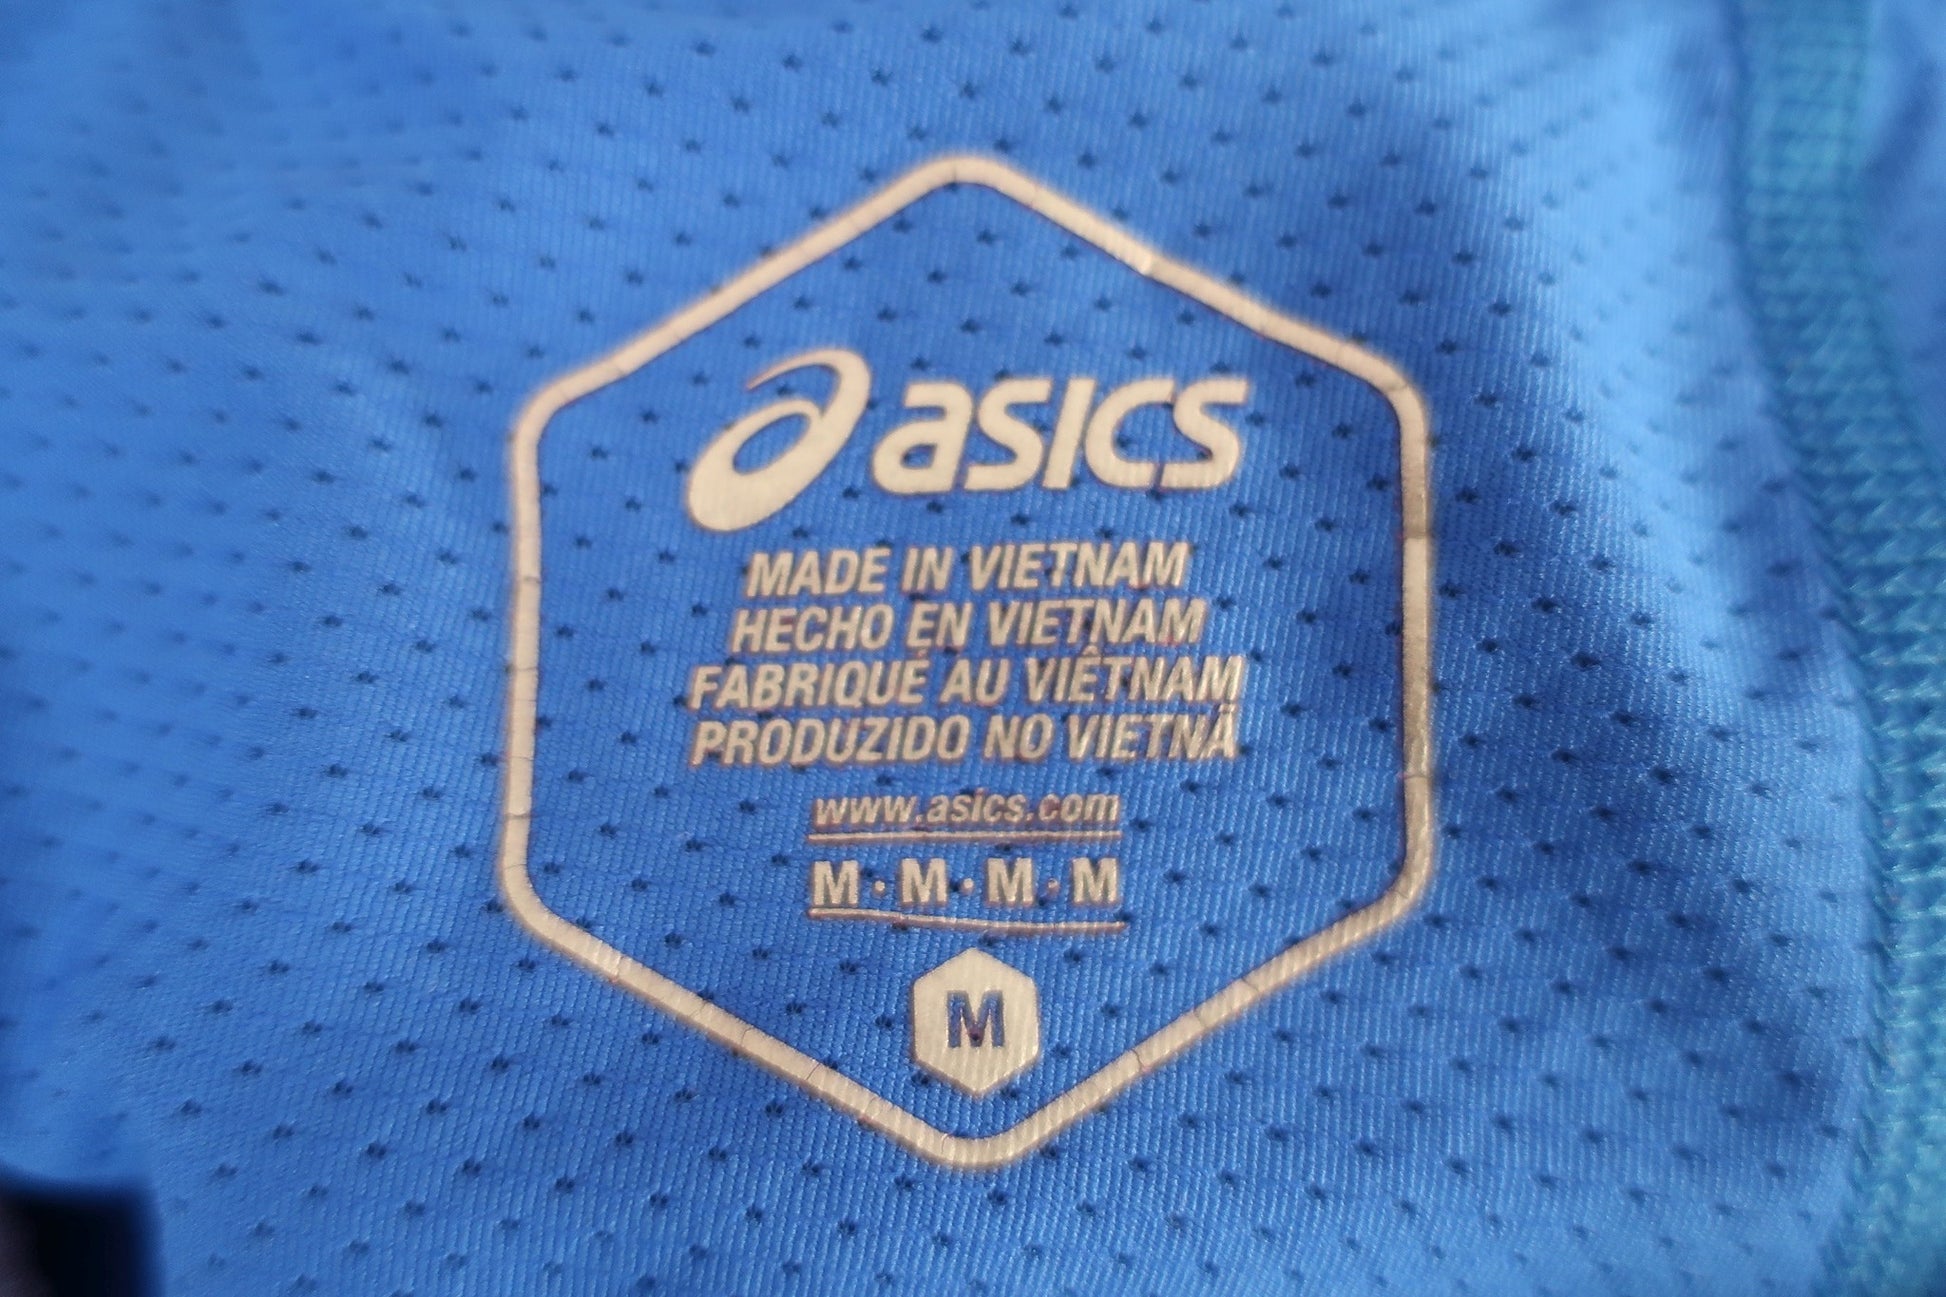 asics
MADE IN VIETNAM
HECHO EN VIETNAM
FABRIQUÉ AU VIÊTNAM
PRODUZIDO NO VIETNÃ
www.asics.com
M·M·M·M
M